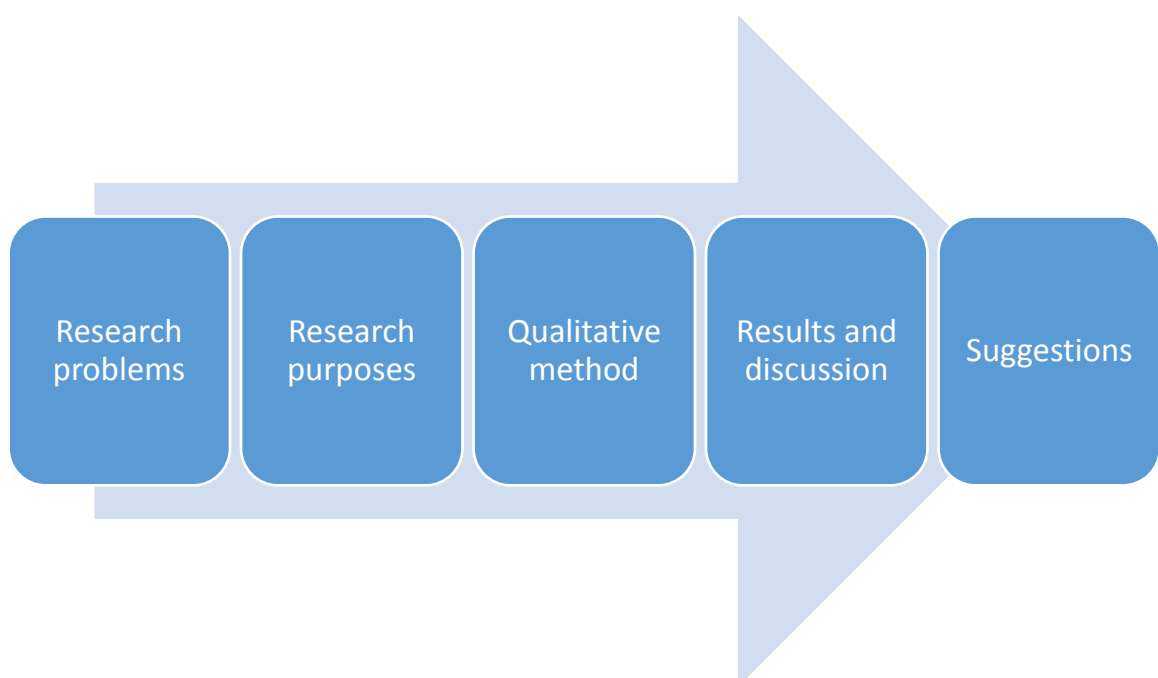 Research
problems
Research
purposes
Qualitative
method
Results and
discussion
Suggestions